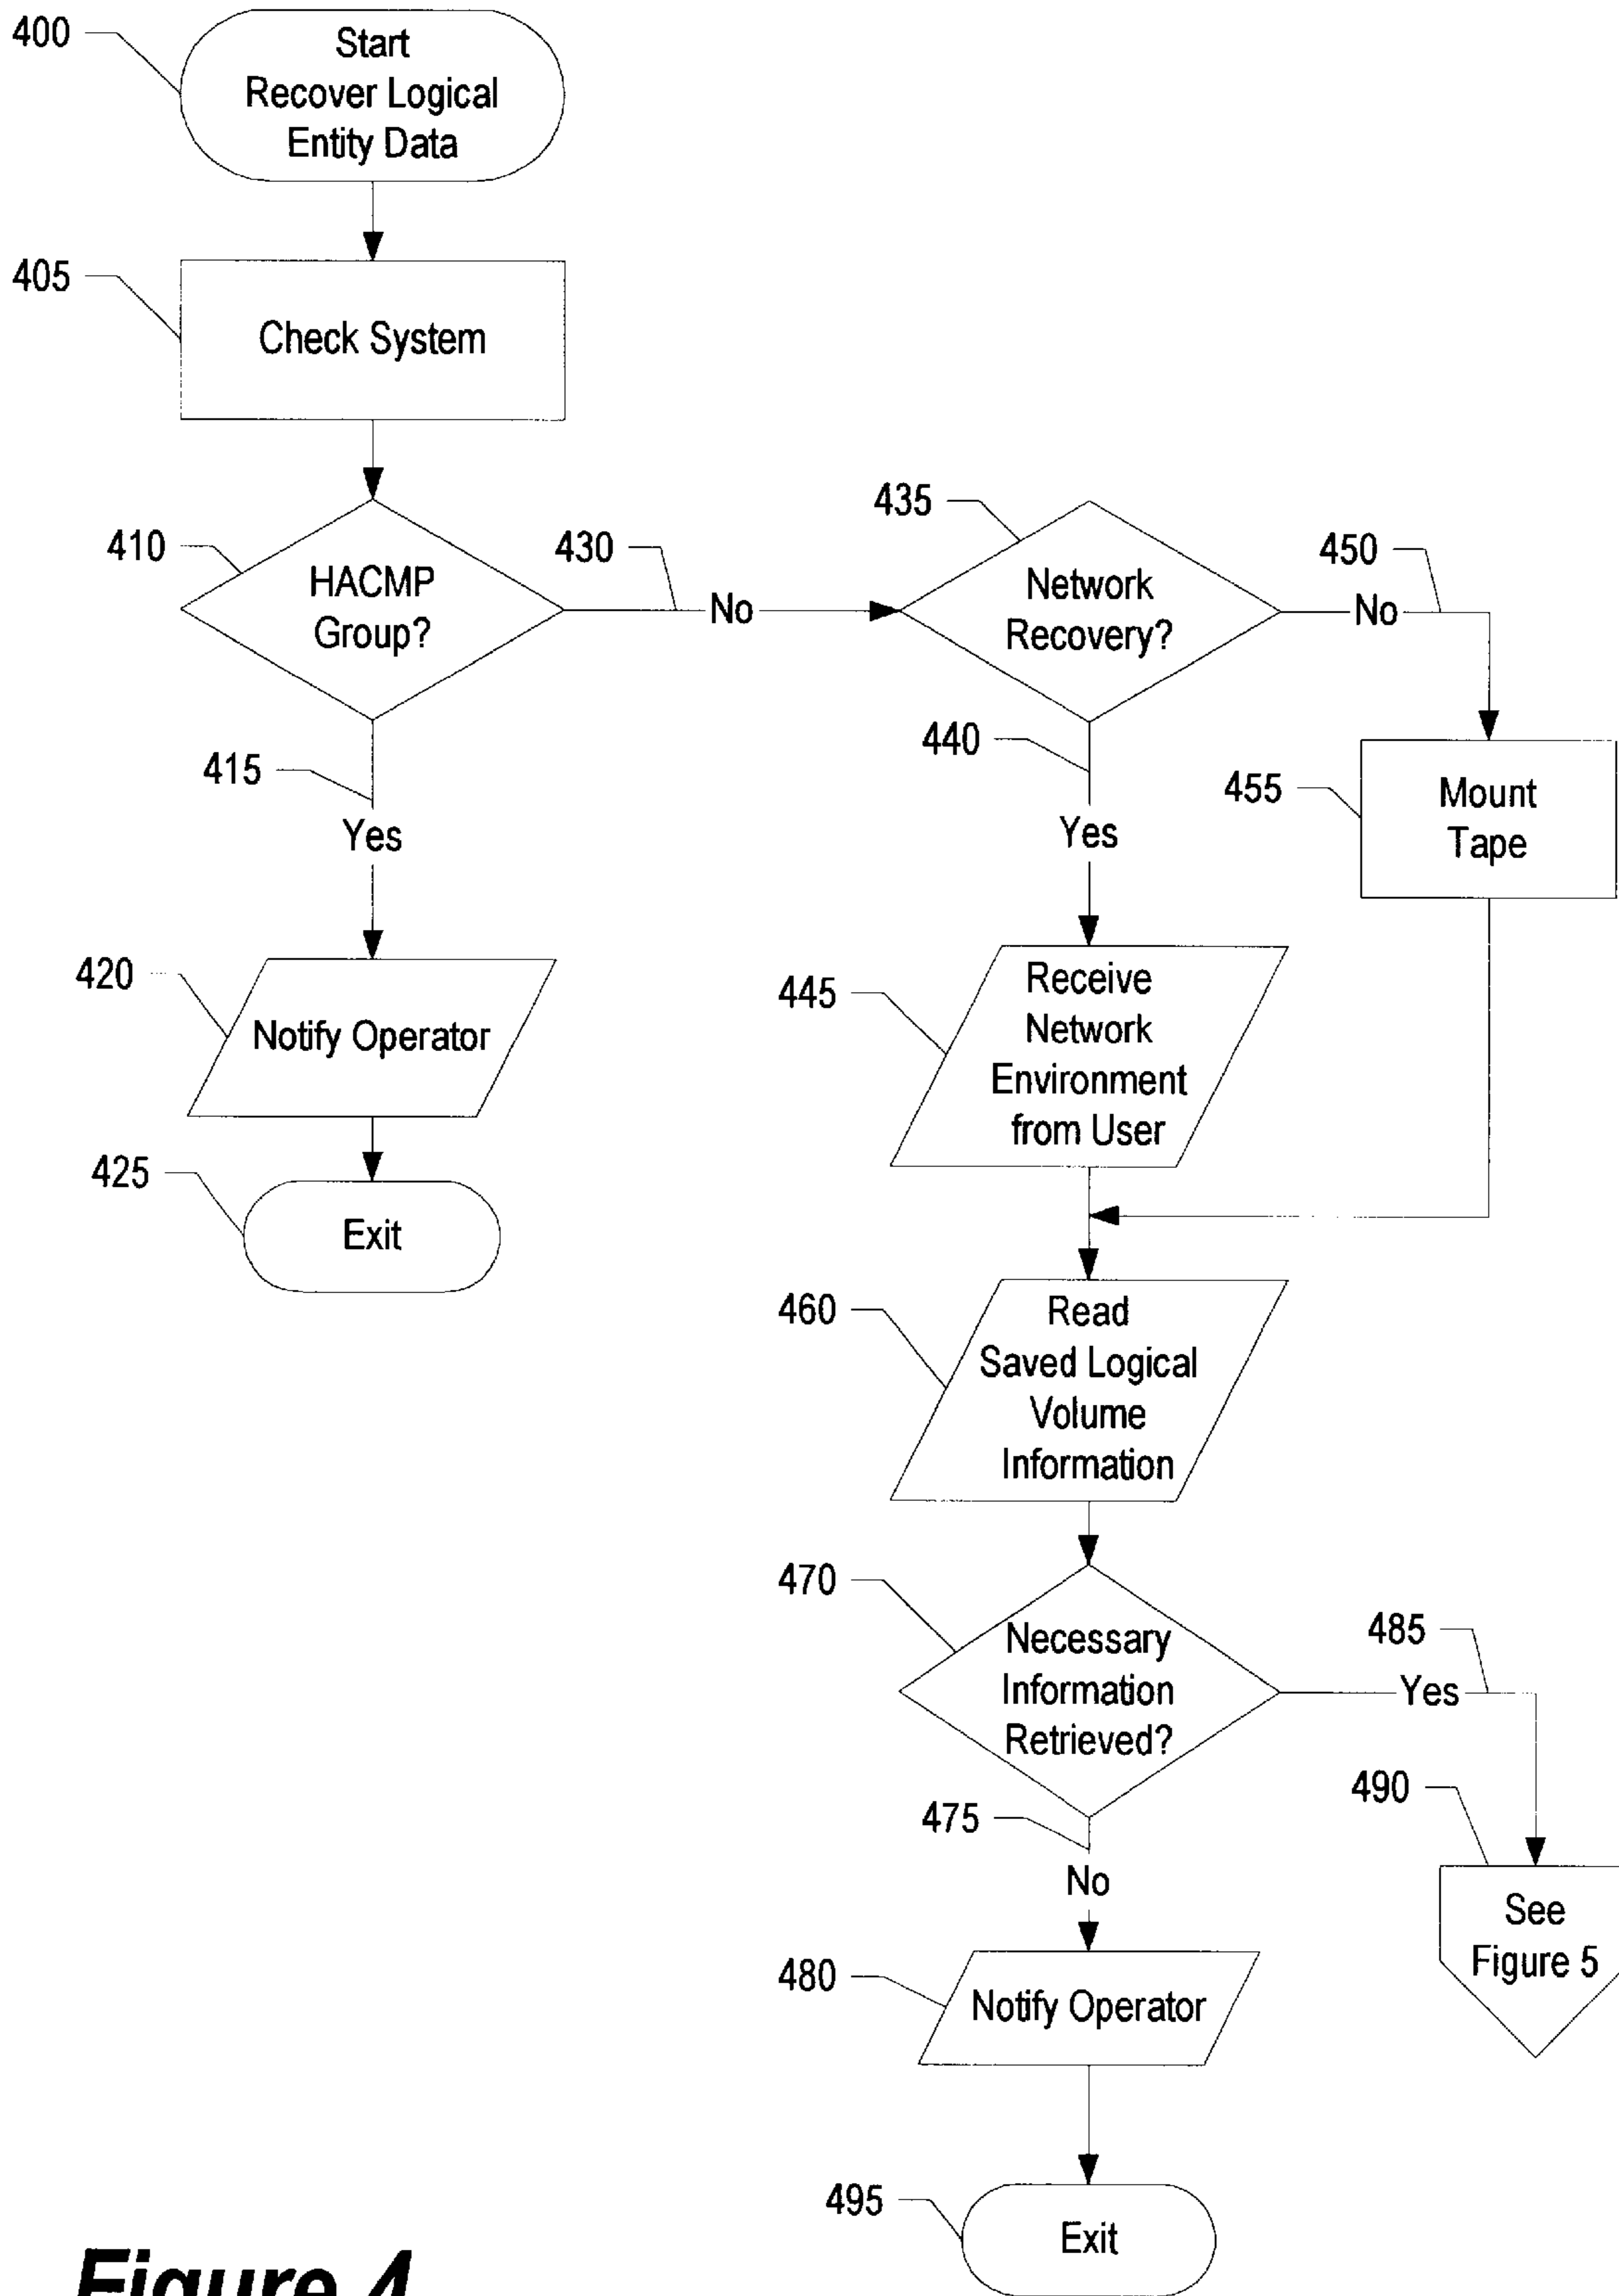 400
Start
Recover Logical
Entity Data
405
Check System
410
HACMP
Group?
430
No
435
Network
Recovery?
450
No
415
Yes
440
Yes
455
Mount
Tape
420
Notify Operator
445
Receive
Network
Environment
from User
425
Exit
460
Read
Saved Logical
Volume
Information
470
Necessary
Information
Retrieved?
485
Yes
475
No
490
See
Figure 5
480
Notify Operator
495
Exit
Figure 4